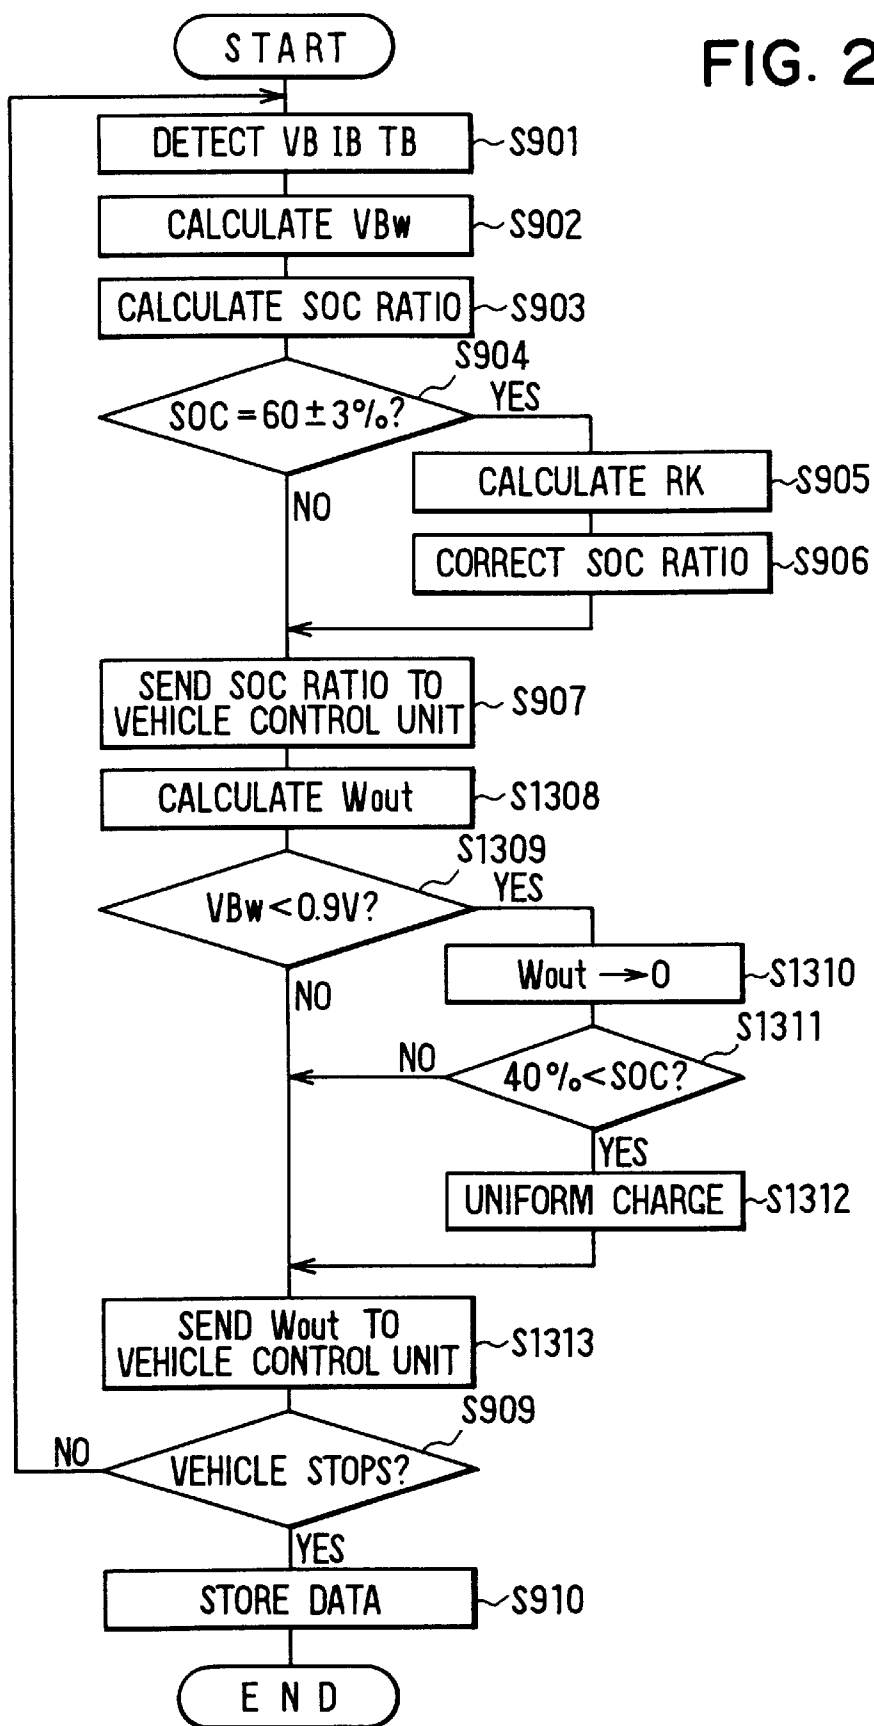 START
FIG. 2
DETECT VB IB TB
S901
CALCULATE VBw
S902
CALCULATE SOC RATIO
S903
S904
SOC = 60 ± 3%?
YES
NO
CALCULATE RK
S905
CORRECT SOC RATIO
S906
SEND SOC RATIO TO
VEHICLE CONTROL UNIT
S907
CALCULATE Wout
S1308
S1309
VBw < 0.9V?
YES
NO
Wout → 0
S1310
S1311
40% < SOC?
NO
YES
UNIFORM CHARGE
S1312
SEND Wout TO
VEHICLE CONTROL UNIT
S1313
S909
VEHICLE STOPS?
NO
YES
STORE DATA
S910
END